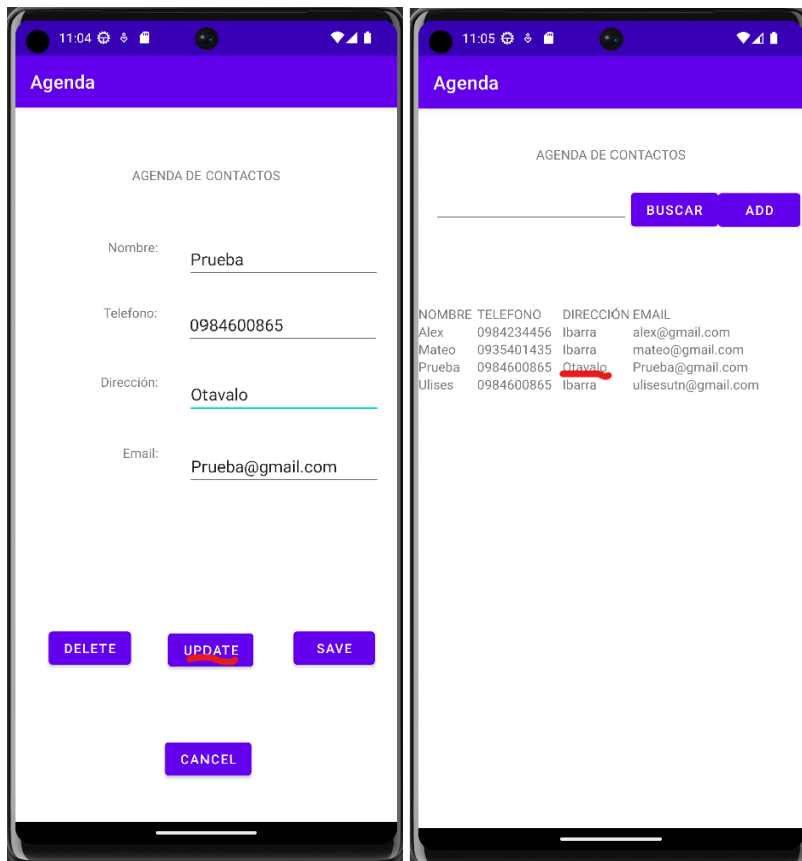 11:04
Agenda
AGENDA DE CONTACTOS
Nombre: Prueba
Telefono: 0984600865
Dirección: Otavalo
Email: Prueba@gmail.com
DELETE UPDATE SAVE
CANCEL
11:05
Agenda
AGENDA DE CONTACTOS
BUSCAR ADD
NOMBRE TELEFONO DIRECCIÓN EMAIL
Alex 0984234456 Ibarra alex@gmail.com
Mateo 0935401435 Ibarra mateo@gmail.com
Prueba 0984600865 Otavalo Prueba@gmail.com
Ulises 0984600865 Ibarra ulisesutn@gmail.com